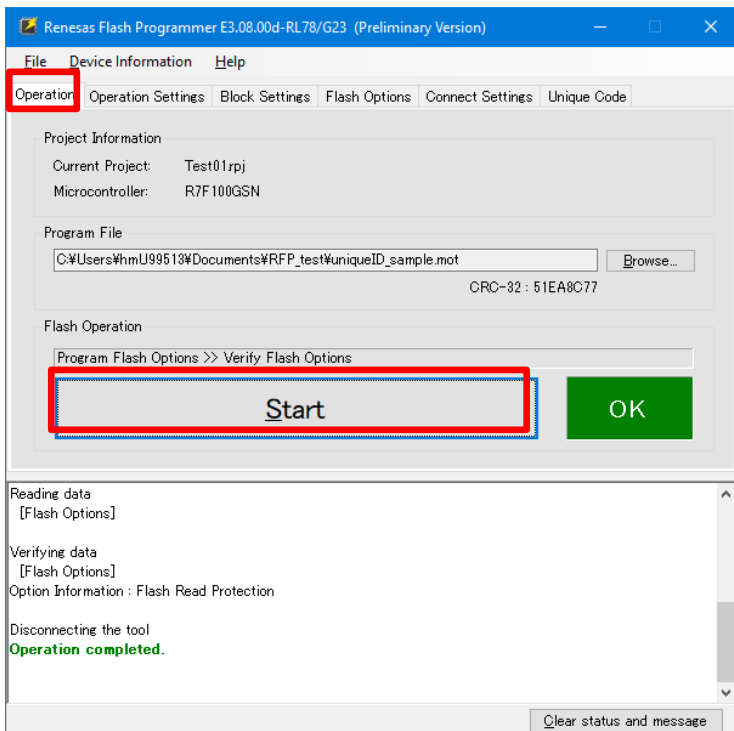 Renesas Flash Programmer E3.08.00d-RL78/G23 (Preliminary Version)
File Device Information Help
Operation Operation Settings Block Settings Flash Options Connect Settings Unique Code
Project Information
Current Project: Test01.rpj
Microcontroller: R7F100GSN
Program File
C:¥Users¥hmU99513¥Documents¥RFP_test¥uniqueID_sample.mot Browse...
CRC-32 : 51EA8C77
Flash Operation
Program Flash Options >> Verify Flash Options
Start OK
Reading data
[Flash Options]
Verifying data
[Flash Options]
Option Information : Flash Read Protection
Disconnecting the tool
Operation completed.
Clear status and message